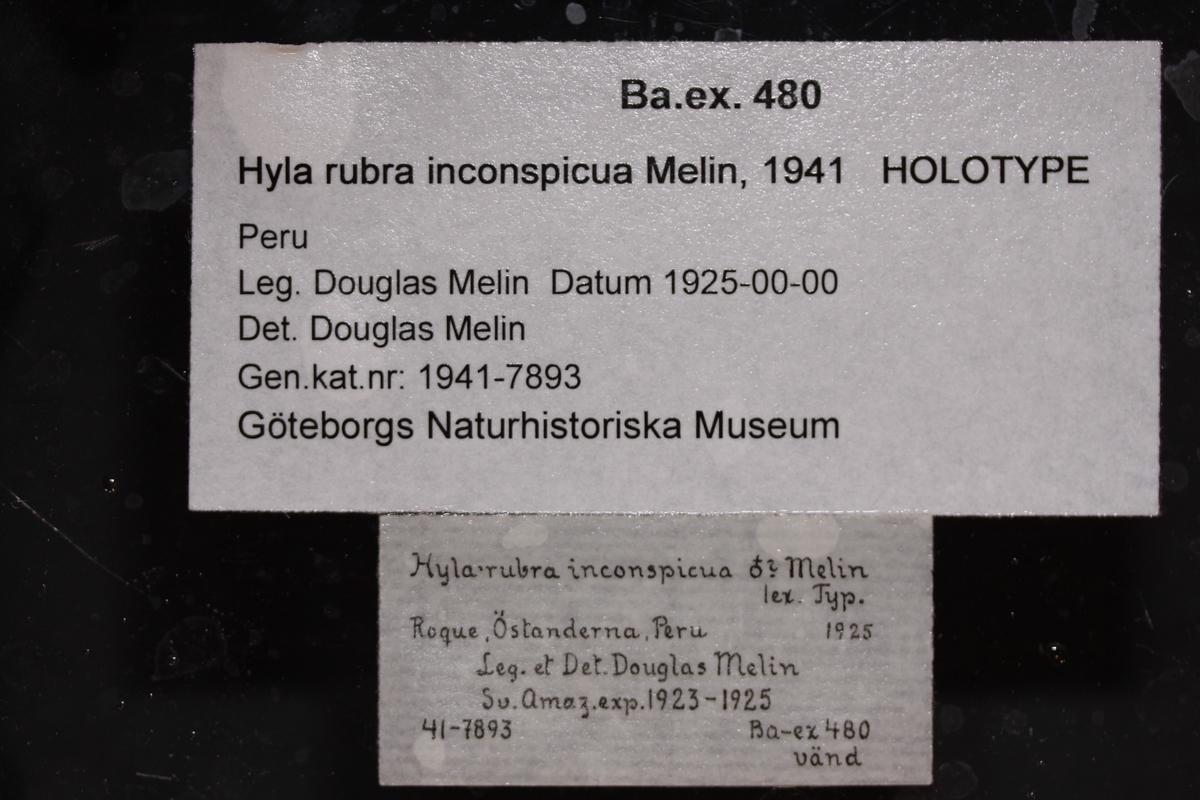 Ba.ex. 480
Hyla rubra inconspicua Melin, 1941 HOLOTYPE
Peru
Leg. Douglas Melin Datum 1925-00-00
Det. Douglas Melin
Gen.kat.nr: 1941-7893
Göteborgs Naturhistoriska Museum
Hyla rubra inconspicua ♂? Melin
1ex. Typ.
Roque, Östanderna, Peru 1925
Leg. et Det. Douglas Melin
Sv. Amaz. exp. 1923-1925
41-7893 Ba-ex 480
vänd